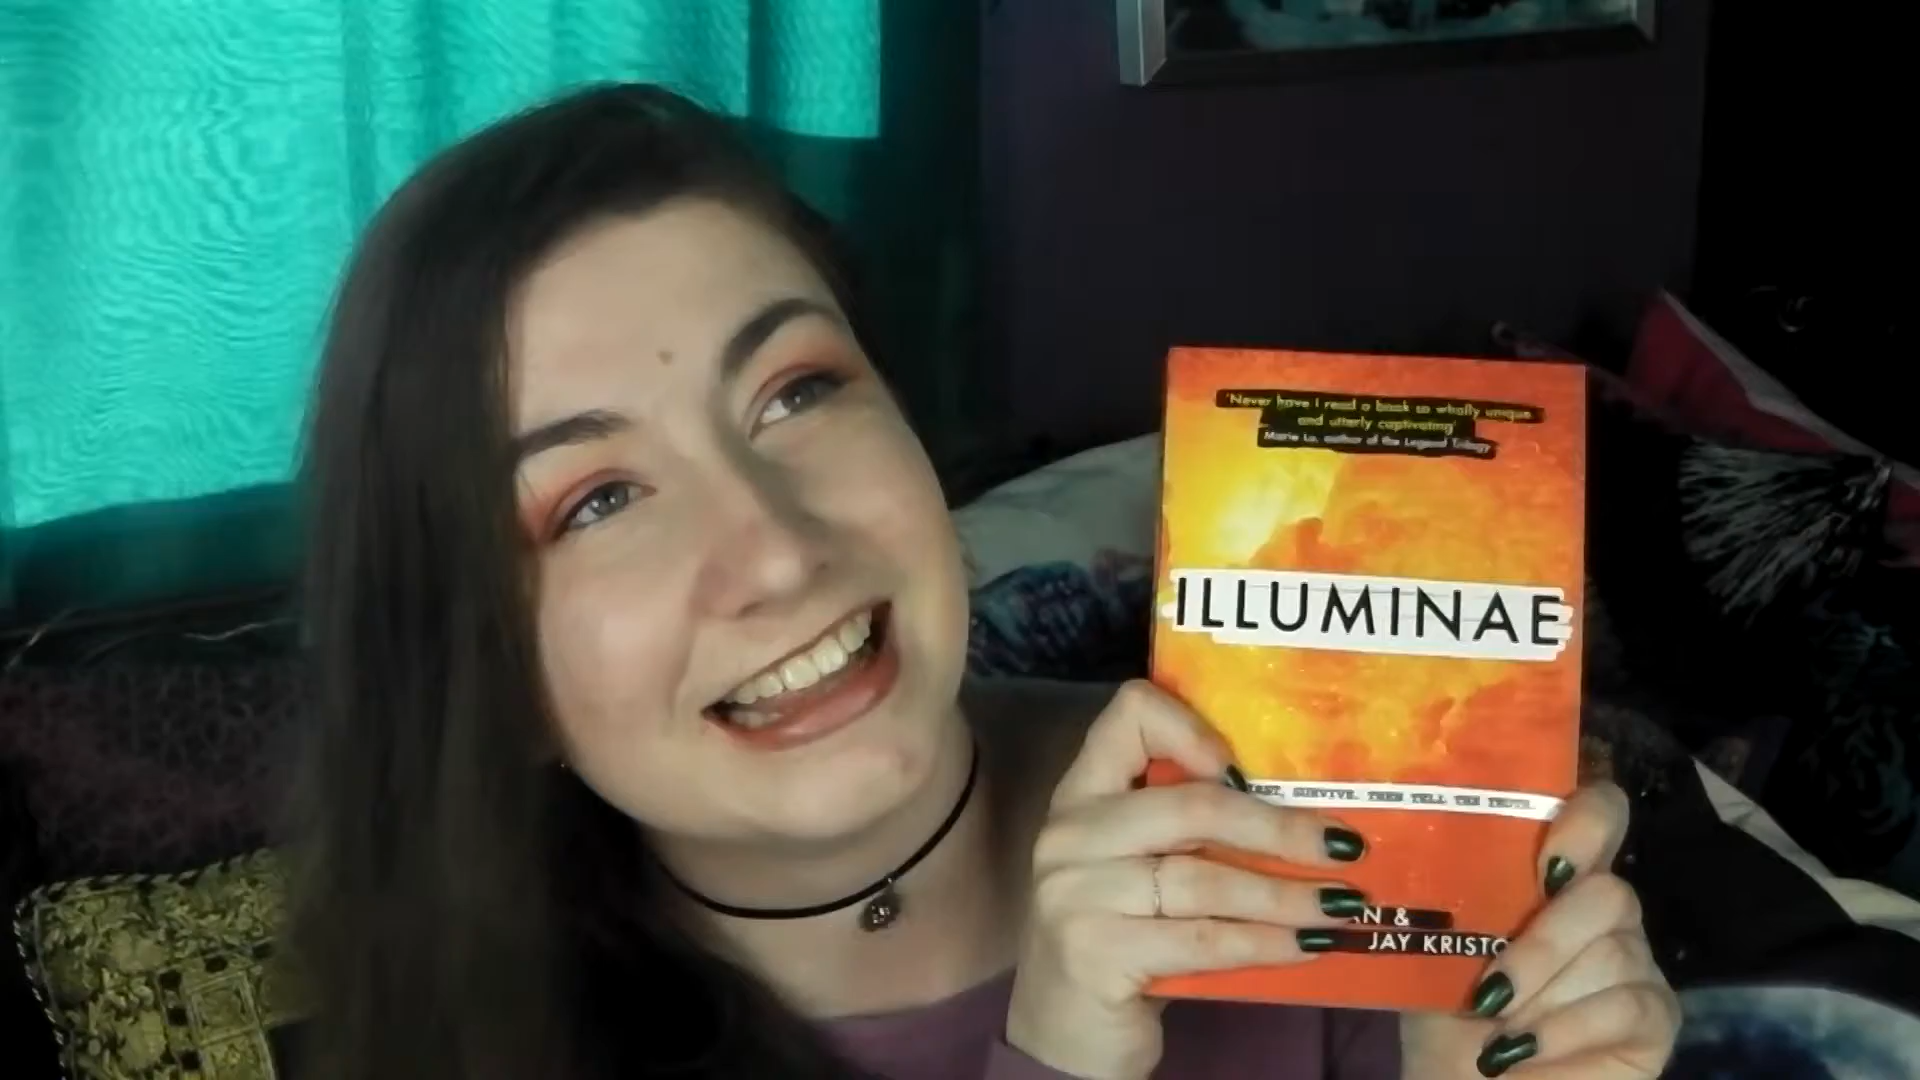 'Never have I read a book so wholly unique
and utterly captivating'
Marie Lu, author of the Legend Trilogy
ILLUMINAE
SURVIVE. THEN TELL THE TRUTH.
AN &
JAY KRISTO